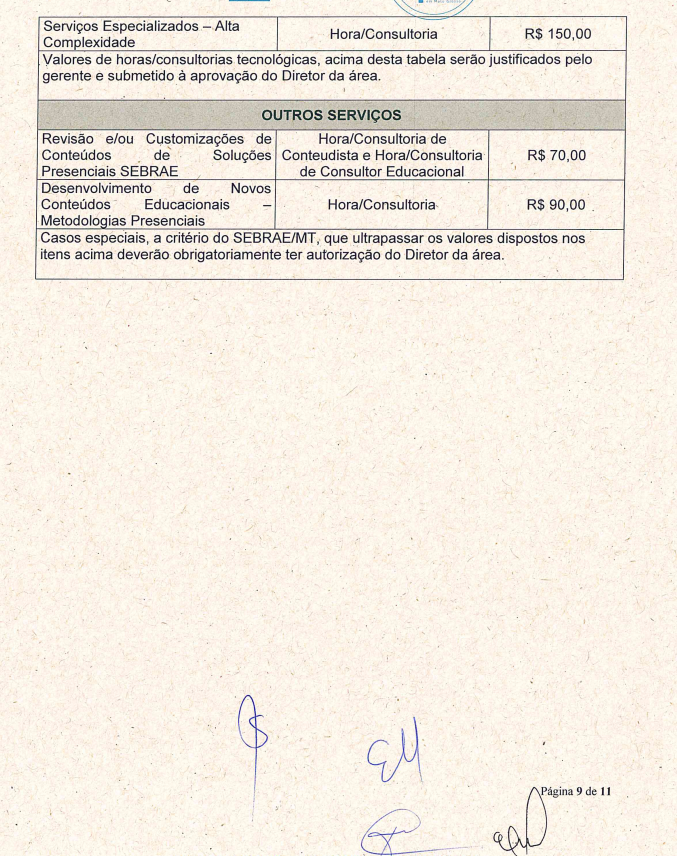 Serviços Especializados – Alta
Complexidade
Hora/Consultoria
R$ 150,00
Valores de horas/consultorias tecnológicas, acima desta tabela serão justificados pelo
gerente e submetido à aprovação do Diretor da área.
OUTROS SERVIÇOS
Revisão e/ou Customizações de
Conteúdos de Soluções
Presenciais SEBRAE
Hora/Consultoria de
Conteudista e Hora/Consultoria
de Consultor Educacional
R$ 70,00
Desenvolvimento de Novos
Conteúdos Educacionais –
Metodologias Presenciais
Hora/Consultoria
R$ 90,00
Casos especiais, a critério do SEBRAE/MT, que ultrapassar os valores dispostos nos
itens acima deverão obrigatoriamente ter autorização do Diretor da área.
Página 9 de 11